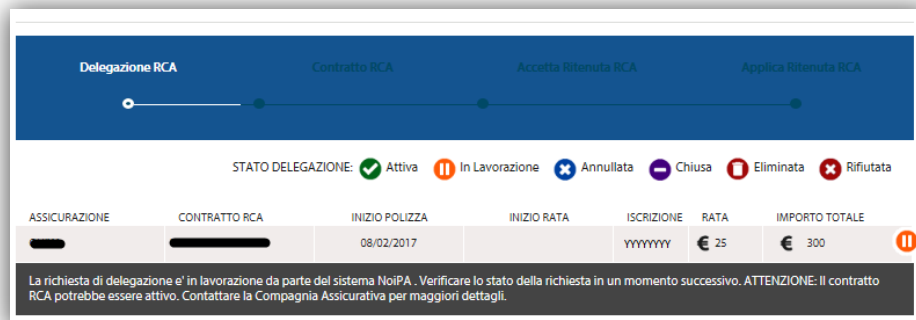 Delegazione RCA Contratto RCA Accetta Ritenuta RCA Applica Ritenuta RCA
STATO DELEGAZIONE: Attiva In Lavorazione Annullata Chiusa Eliminata Rifiutata
ASSICURAZIONE CONTRATTO RCA INIZIO POLIZZA INIZIO RATA ISCRIZIONE RATA IMPORTO TOTALE
08/02/2017 YYYYYYY € 25 € 300
La richiesta di delegazione e' in lavorazione da parte del sistema NoiPA . Verificare lo stato della richiesta in un momento successivo. ATTENZIONE: Il contratto
RCA potrebbe essere attivo. Contattare la Compagnia Assicurativa per maggiori dettagli.